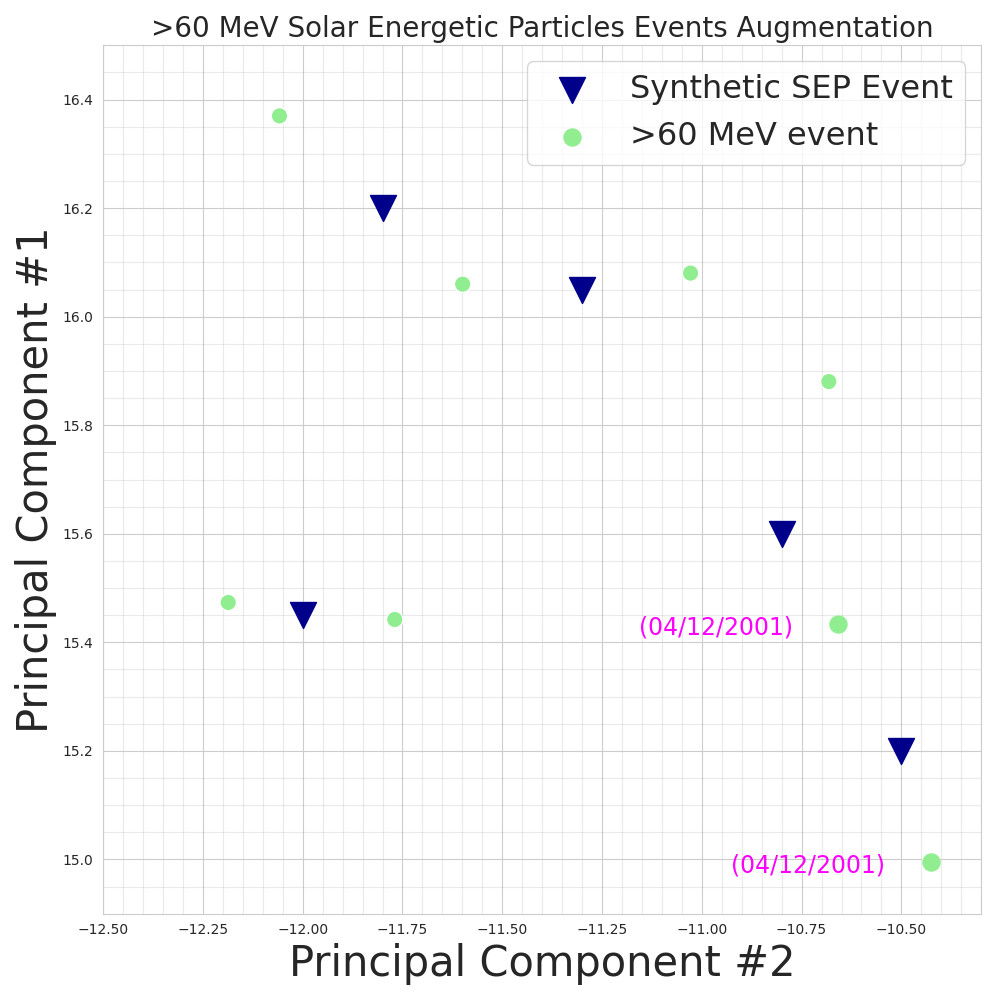 >60 MeV Solar Energetic Particles Events Augmentation
Synthetic SEP Event
>60 MeV event
Principal Component #1
16.4
16.2
16.0
15.8
15.6
15.4
15.2
15.0
(04/12/2001)
(04/12/2001)
−12.50 −12.25 −12.00 −11.75 −11.50 −11.25 −11.00 −10.75 −10.50
Principal Component #2